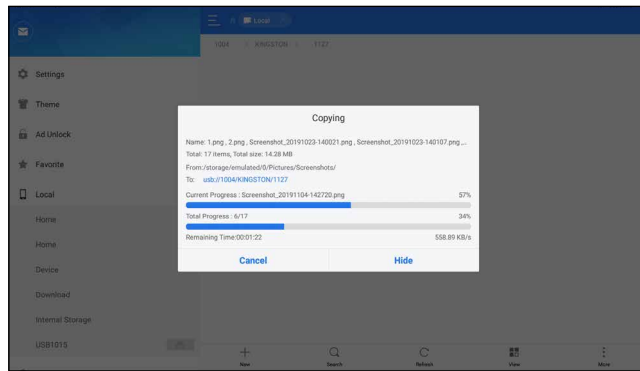 Local
1004 > KINGSTON > 1127
Settings
Theme
Ad Unlock
Favorite
Local
Home
Home
Device
Download
Internal Storage
USB1015
Copying
Name: 1.png , 2.png , Screenshot_20191023-140021.png , Screenshot_20191023-140107.png ,...
Total: 17 items, Total size: 14.28 MB
From:/storage/emulated/0/Pictures/Screenshots/
To: usb://1004/KINGSTON/1127
Current Progress : Screenshot_20191104-142720.png 57%
Total Progress : 6/17 34%
Remaining Time:00:01:22 558.89 KB/s
Cancel Hide
New Search Refresh View More